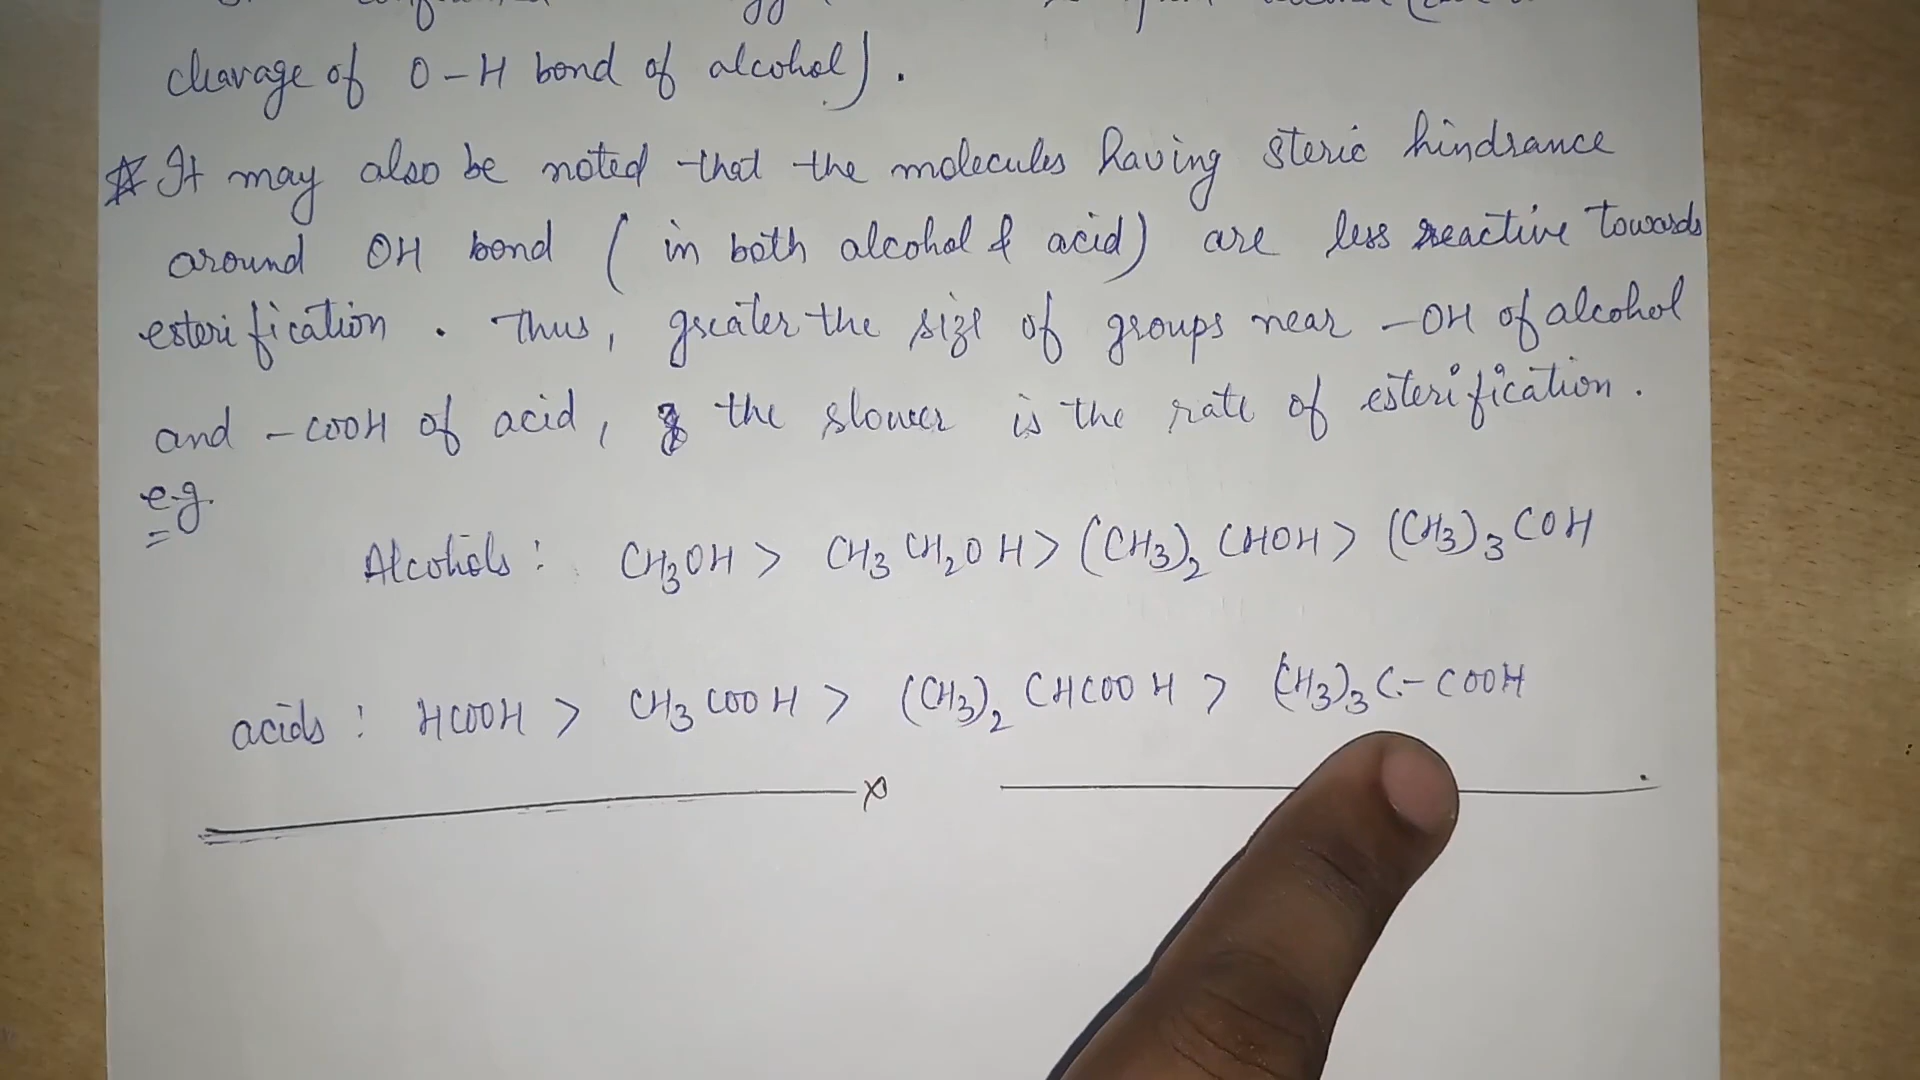 cleavage of O-H bond of alcohol).
☆ It may also be noted that the molecules having steric hindrance
around OH bond ( in both alcohol & acid) are less reactive towards
esterification. Thus, greater the size of groups near -OH of alcohol
and -COOH of acid, the slower is the rate of esterification.
e.g.
Alcohols: CH₃OH > CH₃CH₂OH > (CH₃)₂CHOH > (CH₃)₃COH
acids: HCOOH > CH₃COOH > (CH₃)₂CHCOOH > (CH₃)₃C-COOH
x